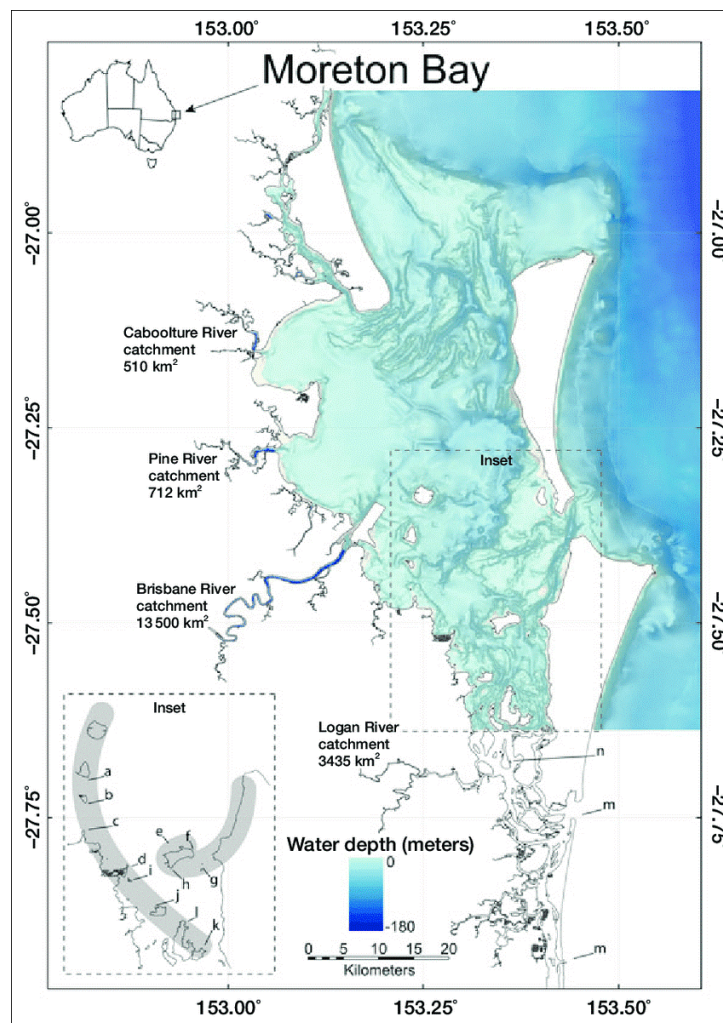 153.00°
153.25°
153.50°
Moreton Bay
-27.00°
-27.00°
Caboolture River
catchment
510 km²
-27.25°
-27.25°
Pine River
catchment
712 km²
Inset
Brisbane River
catchment
13 500 km²
-27.50°
-27.50°
Inset
Logan River
catchment
3435 km²
n
a
b
m
c
-27.75°
-27.75°
e
f
d
i
h
g
j
l
k
Water depth (meters)
0
-180
m
0
5
10
15
20
Kilometers
153.00°
153.25°
153.50°